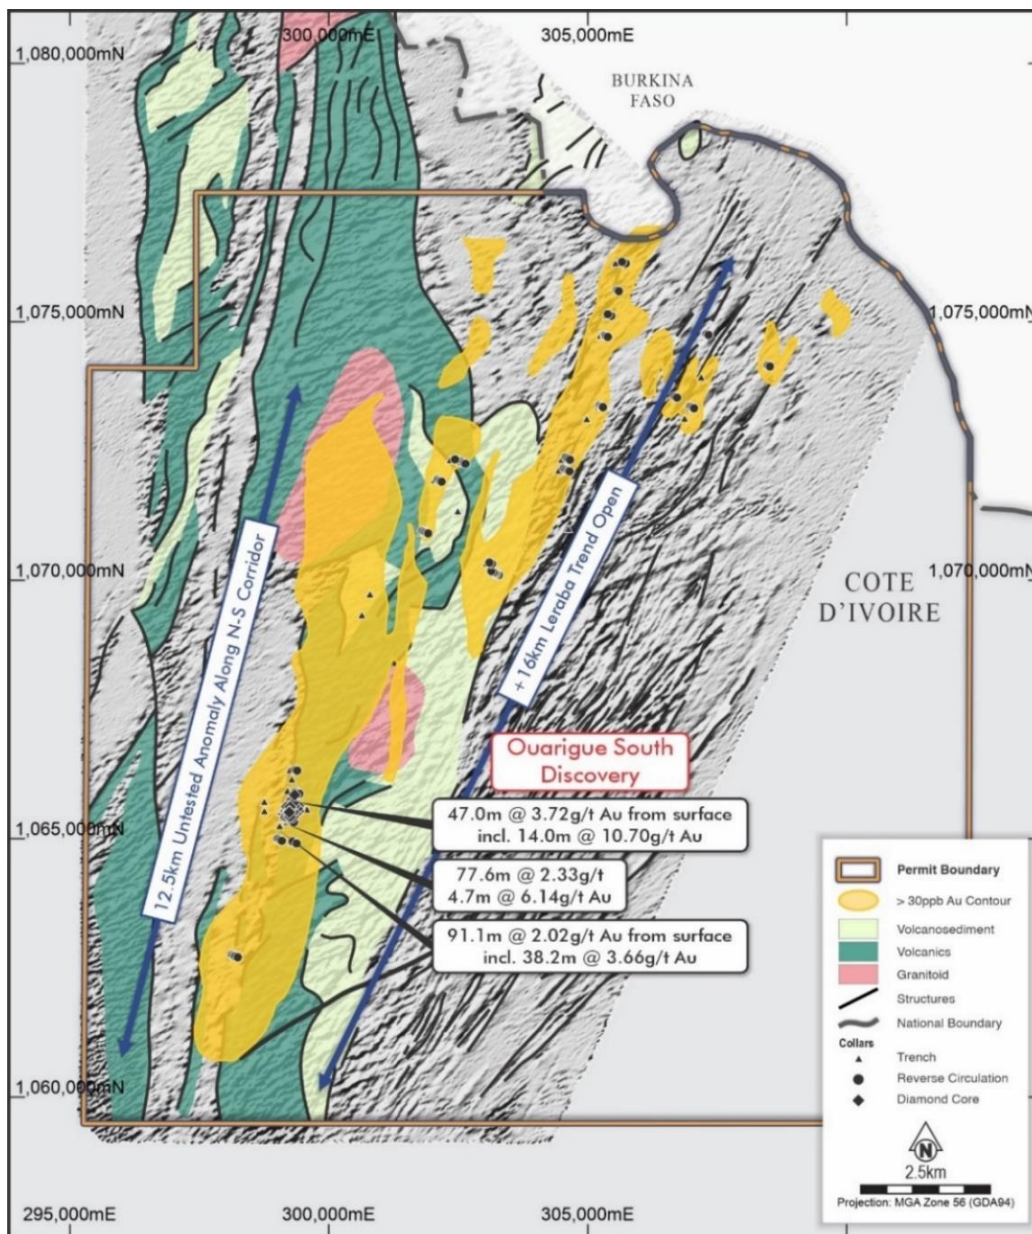 300,000mE
305,000mE
1,080,000mN
BURKINA
FASO
1,075,000mN
1,075,000mN
1,070,000mN
1,070,000mN
COTE
D'IVOIRE
12.5km Untested Anomaly Along N-S Corridor
+ 16km Leraba Trend Open
Ouarigue South
Discovery
47.0m @ 3.72g/t Au from surface
incl. 14.0m @ 10.70g/t Au
1,065,000mN
77.6m @ 2.33g/t
4.7m @ 6.14g/t Au
91.1m @ 2.02g/t Au from surface
incl. 38.2m @ 3.66g/t Au
1,060,000mN
295,000mE
300,000mE
305,000mE
Permit Boundary
> 30ppb Au Contour
Volcanosediment
Volcanics
Granitoid
Structures
National Boundary
Collars
Trench
Reverse Circulation
Diamond Core
N
2.5km
Projection: MGA Zone 56 (GDA94)